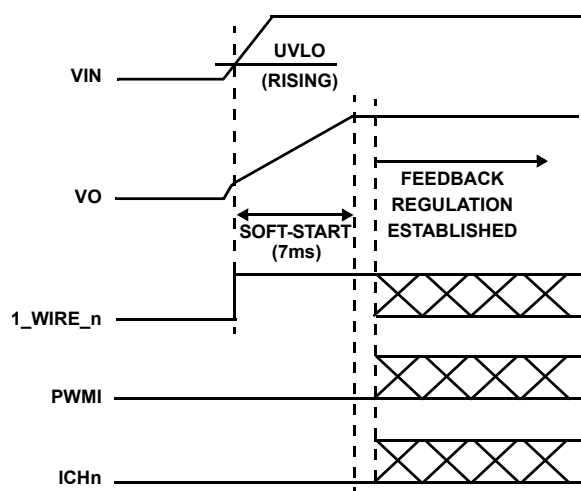 VIN
UVLO
(RISING)
VO
FEEDBACK
REGULATION
ESTABLISHED
SOFT-START
(7ms)
1_WIRE_n
PWMI
ICHn